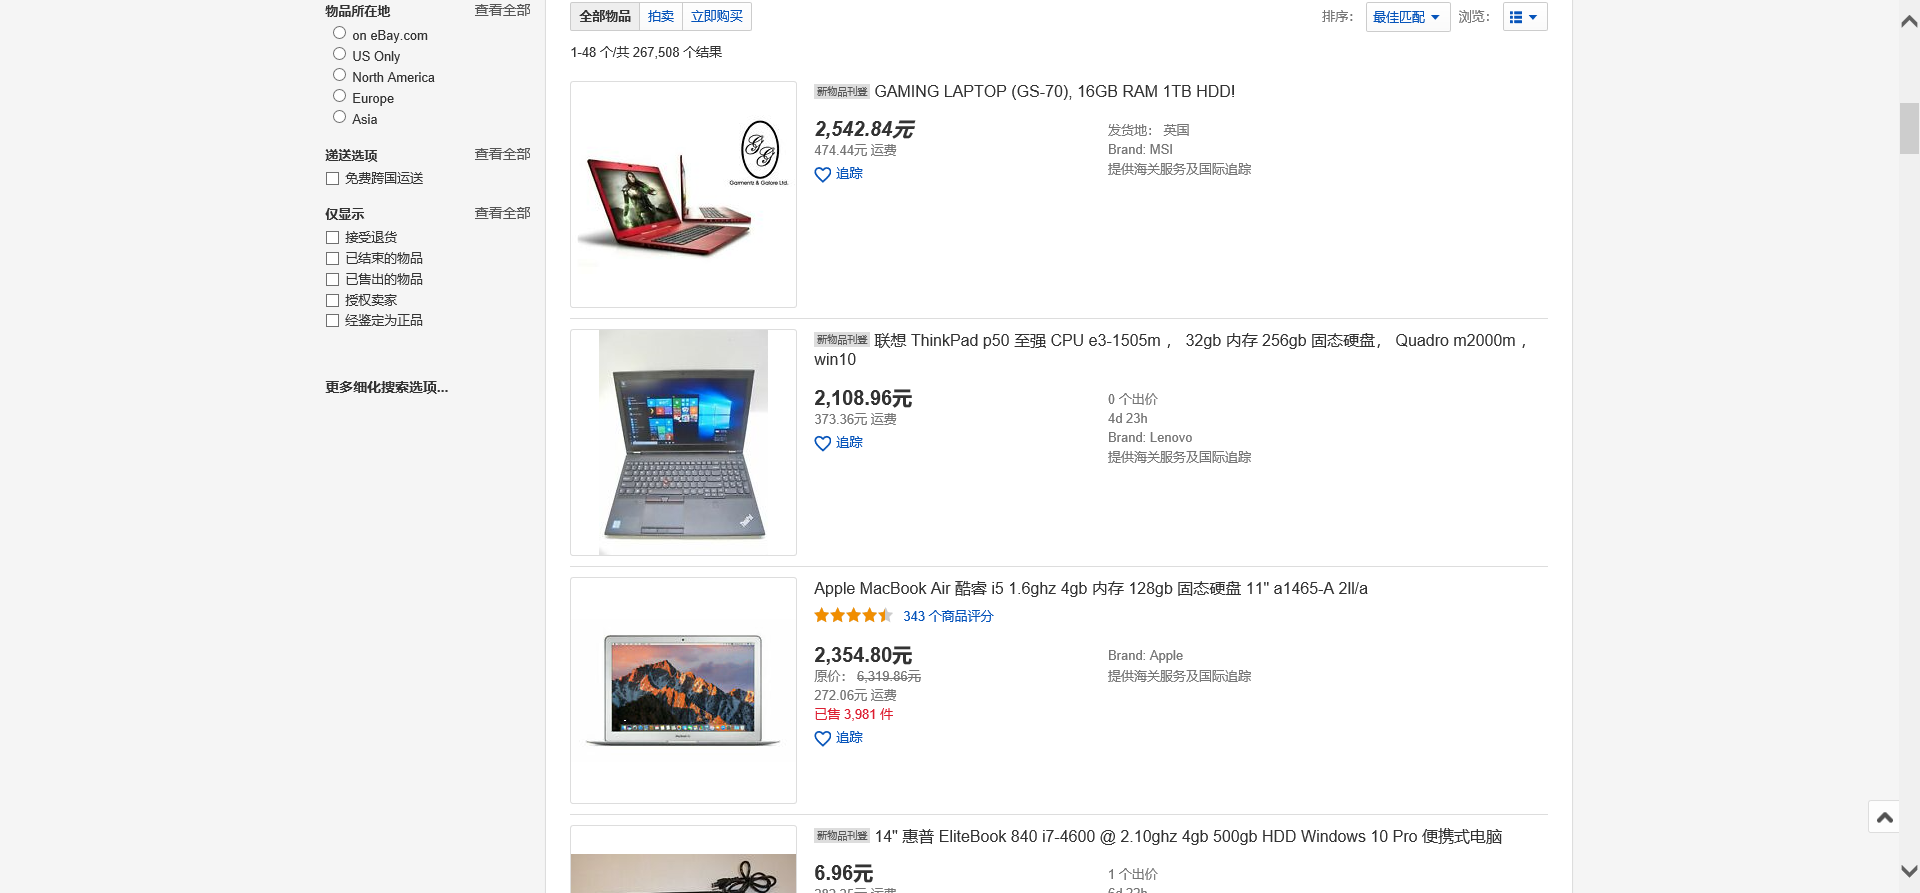 物品所在地 查看全部
on eBay.com
US Only
North America
Europe
Asia
递送选项 查看全部
免费跨国运送
仅显示 查看全部
接受退货
已结束的物品
已售出的物品
授权卖家
经鉴定为正品
更多细化搜索选项...
全部物品 拍卖 立即购买
排序： 最佳匹配 浏览：
1-48 个/共 267,508 个结果
新物品刊登 GAMING LAPTOP (GS-70), 16GB RAM 1TB HDD!
2,542.84元
474.44元 运费
追踪
发货地： 英国
Brand: MSI
提供海关服务及国际追踪
GG
Garmentz & Galore Ltd.
新物品刊登 联想 ThinkPad p50 至强 CPU e3-1505m， 32gb 内存 256gb 固态硬盘， Quadro m2000m，
win10
2,108.96元
373.36元 运费
追踪
0 个出价
4d 23h
Brand: Lenovo
提供海关服务及国际追踪
ThinkPad
Apple MacBook Air 酷睿 i5 1.6ghz 4gb 内存 128gb 固态硬盘 11" a1465-A 2ll/a
343 个商品评分
2,354.80元
原价： 6,319.86元
272.06元 运费
已售 3,981 件
追踪
Brand: Apple
提供海关服务及国际追踪
新物品刊登 14" 惠普 EliteBook 840 i7-4600 @ 2.10ghz 4gb 500gb HDD Windows 10 Pro 便携式电脑
6.96元
1 个出价